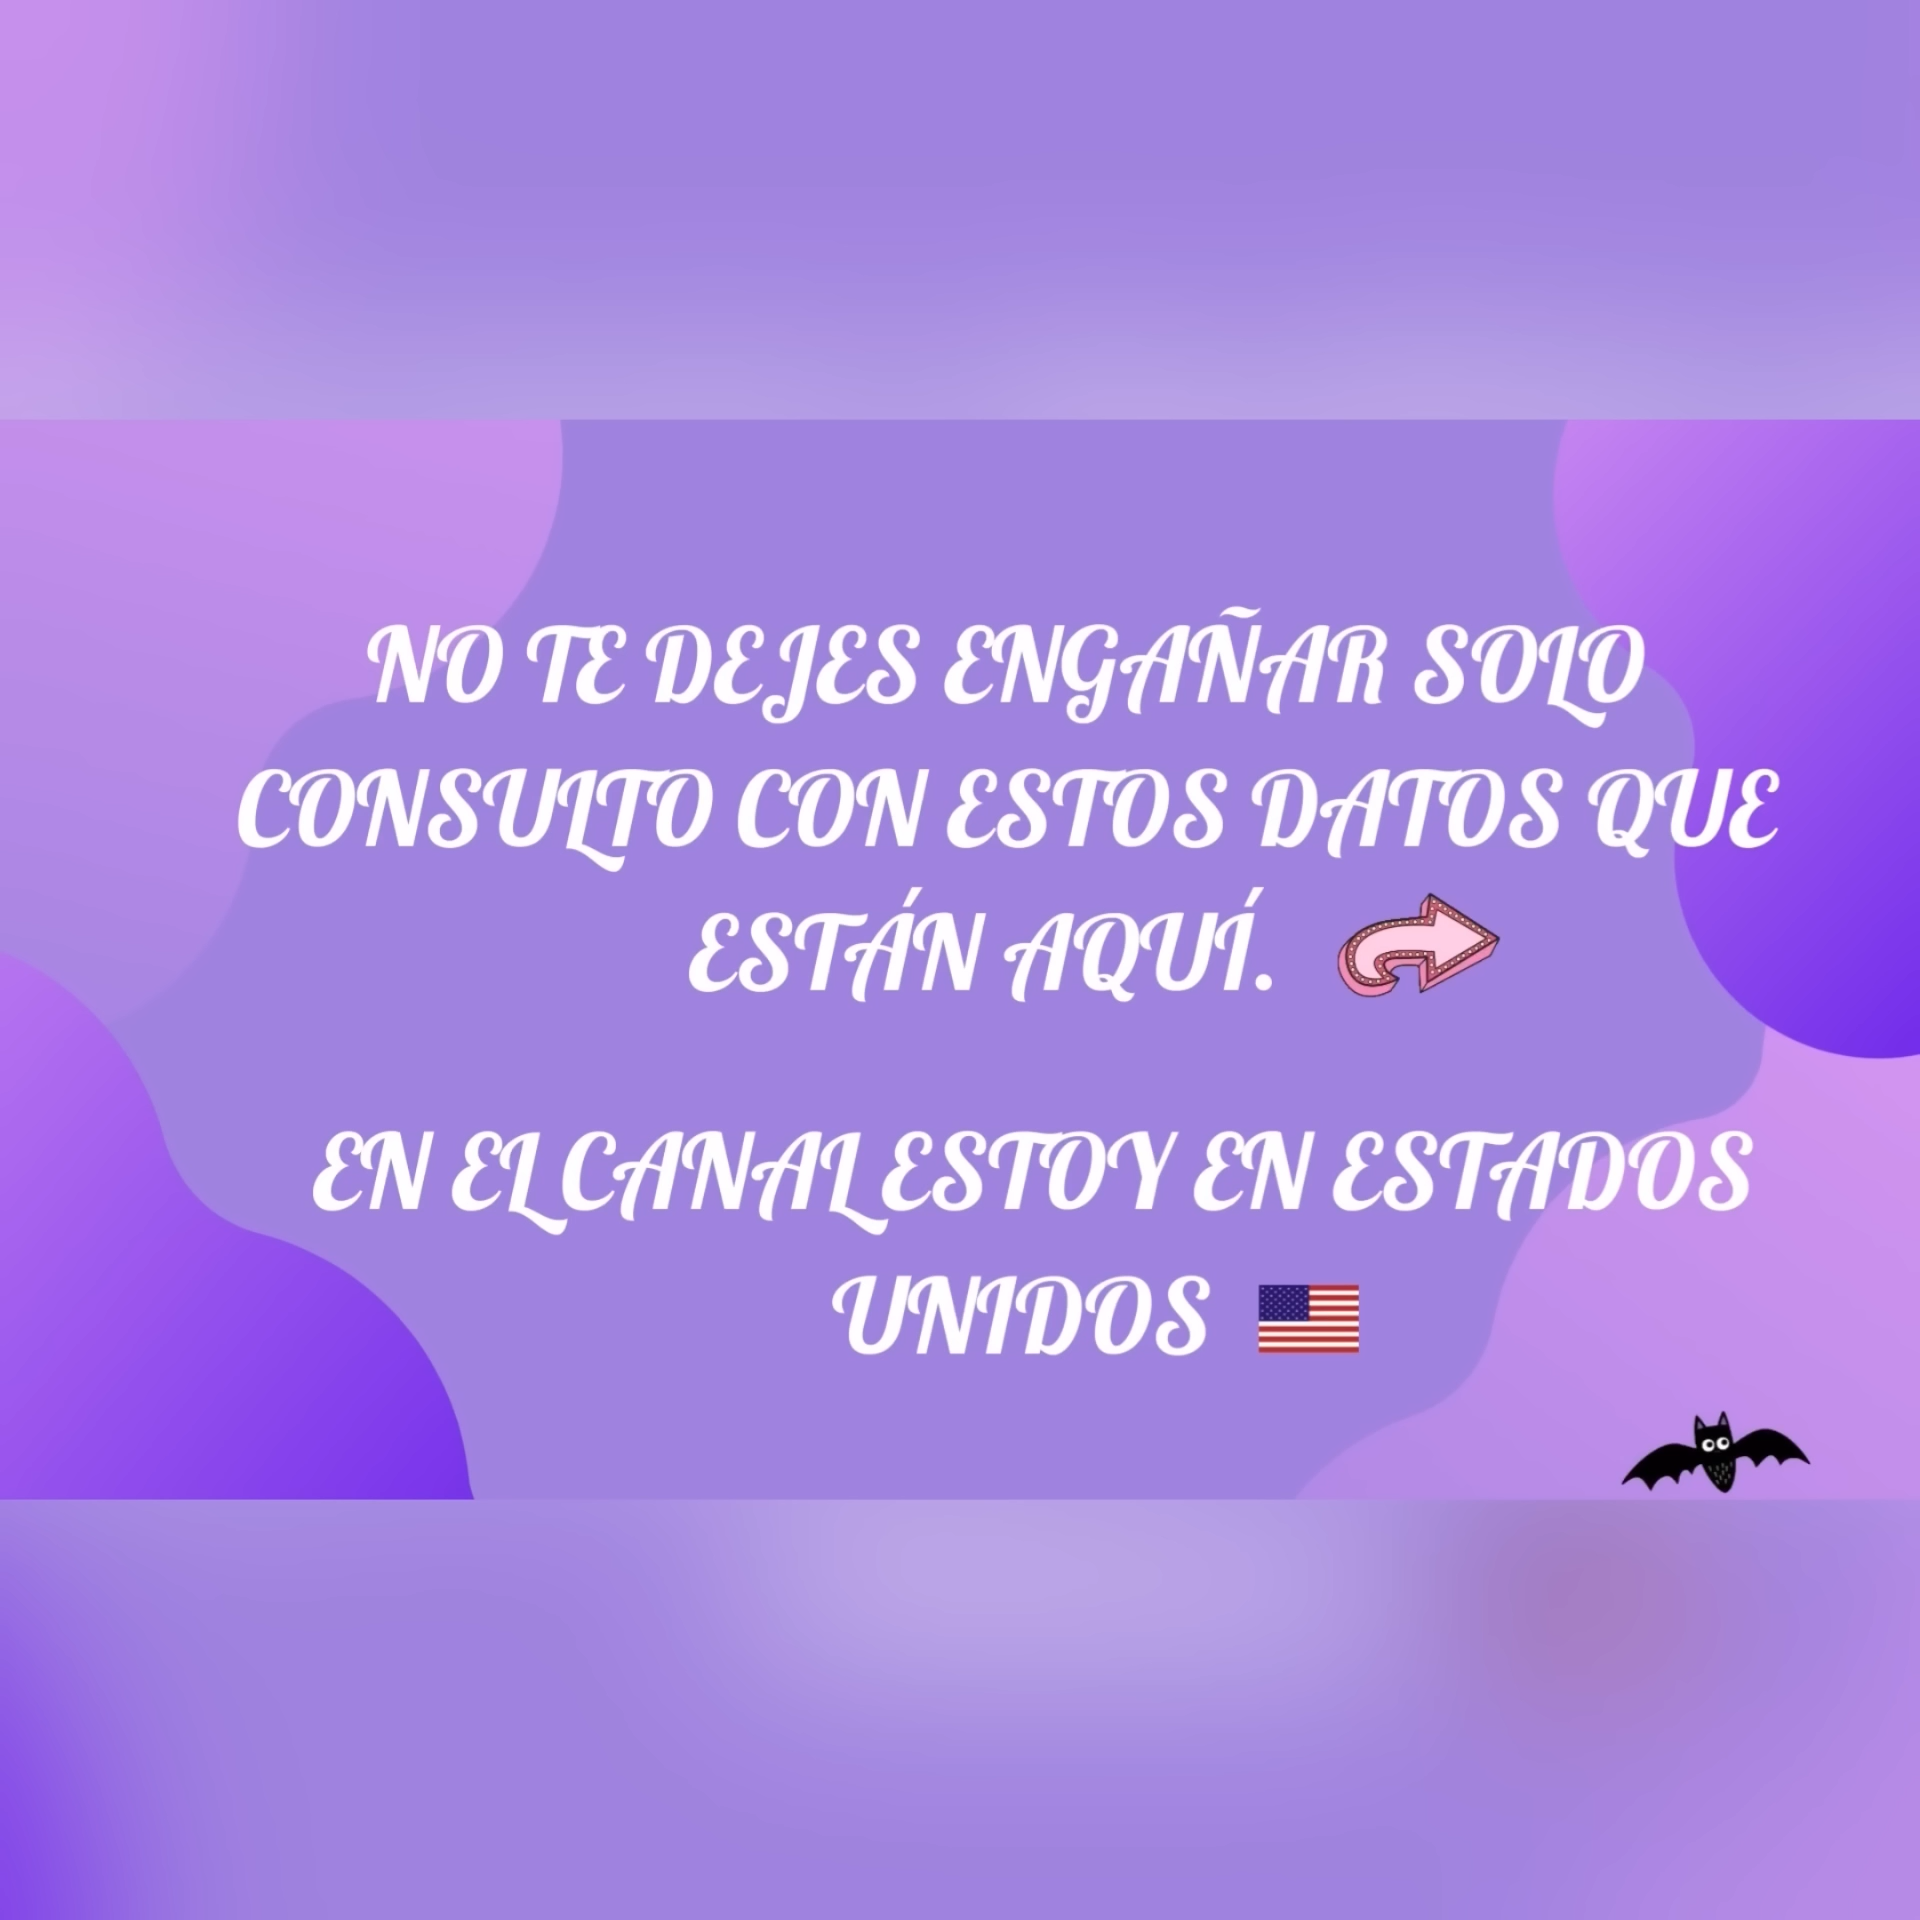 NO TE DEJES ENGAÑAR SOLO
CONSULTO CON ESTOS DATOS QUE
ESTÁN AQUÍ.
EN EL CANAL ESTOY EN ESTADOS
UNIDOS